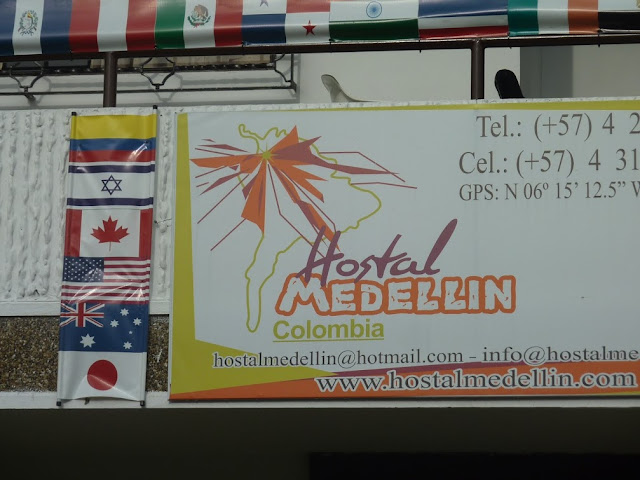 Tel.: (+57) 4 2
Cel.: (+57) 4 31
GPS: N 06º 15' 12.5" W
Hostal
MEDELLIN
Colombia
hostalmedellin@hotmail.com - info@hostalme
www.hostalmedellin.com